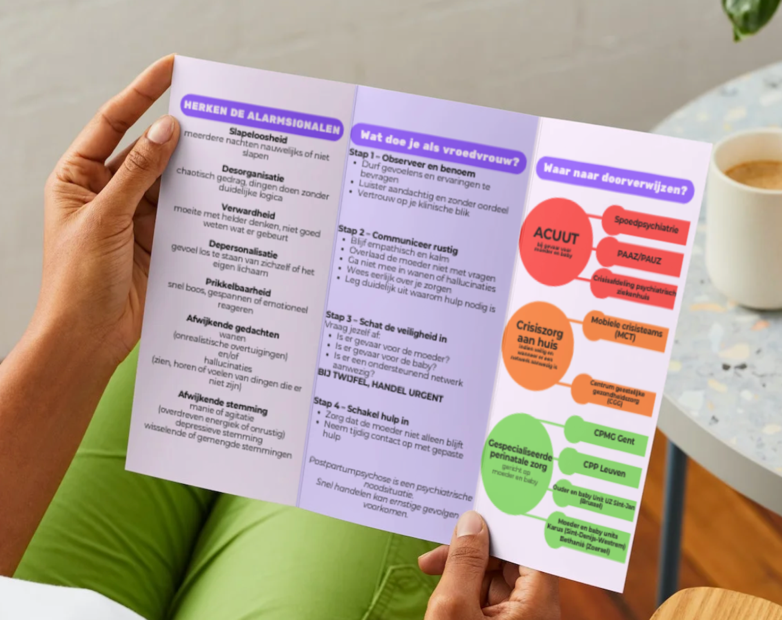 HERKEN DE ALARMSIGNALEN
Slapeloosheid
meerdere nachten nauwelijks of niet
slapen
Desorganisatie
chaotisch gedrag, dingen doen zonder
duidelijke logica
Verwardheid
moeite met helder denken, niet goed
weten wat er gebeurt
Depersonalisatie
gevoel los te staan van zichzelf of het
eigen lichaam
Prikkelbaarheid
snel boos, gespannen of emotioneel
reageren
Afwijkende gedachten
wanen
(onrealistische overtuigingen)
en/of
hallucinaties
(zien, horen of voelen van dingen die er
niet zijn)
Afwijkende stemming
manie of agitatie
(overdreven energiek of onrustig)
depressieve stemming
wisselende of gemengde stemmingen
Wat doe je als vroedvrouw?
Stap 1 – Observeer en benoem
• Durf gevoelens en ervaringen te
bevragen
• Luister aandachtig en zonder oordeel
• Vertrouw op je klinische blik
Stap 2 – Communiceer rustig
• Blijf empathisch en kalm
• Overlaad de moeder niet met vragen
• Ga niet mee in wanen of hallucinaties
• Wees eerlijk over je zorgen
• Leg duidelijk uit waarom hulp nodig is
Stap 3 – Schat de veiligheid in
Vraag jezelf af:
• Is er gevaar voor de moeder?
• Is er gevaar voor de baby?
• Is er een ondersteunend netwerk
aanwezig?
BIJ TWIJFEL, HANDEL URGENT
Stap 4 – Schakel hulp in
• Zorg dat de moeder niet alleen blijft
• Neem tijdig contact op met gepaste
hulp
Postpartumpsychose is een psychiatrische
noodsituatie.
Snel handelen kan ernstige gevolgen
voorkomen.
Waar naar doorverwijzen?
ACUUT
bij gevaar voor
moeder en baby
Spoedpsychiatrie
PAAZ/PAUZ
Crisisafdeling psychiatrisch
ziekenhuis
Crisiszorg
aan huis
indien veilig en
wanneer er een
netwerk aanwezig is
Mobiele crisisteams
(MCT)
Centrum geestelijke
gezondheidszorg
(CGG)
Gespecialiseerde
perinatale zorg
gericht op
moeder en baby
CPMG Gent
CPP Leuven
Ouder en baby Unit UZ Sint-Jan
(Brussel)
Moeder en baby units
Karus (Sint-Denijs-Westrem)
Bethanië (Zoersel)